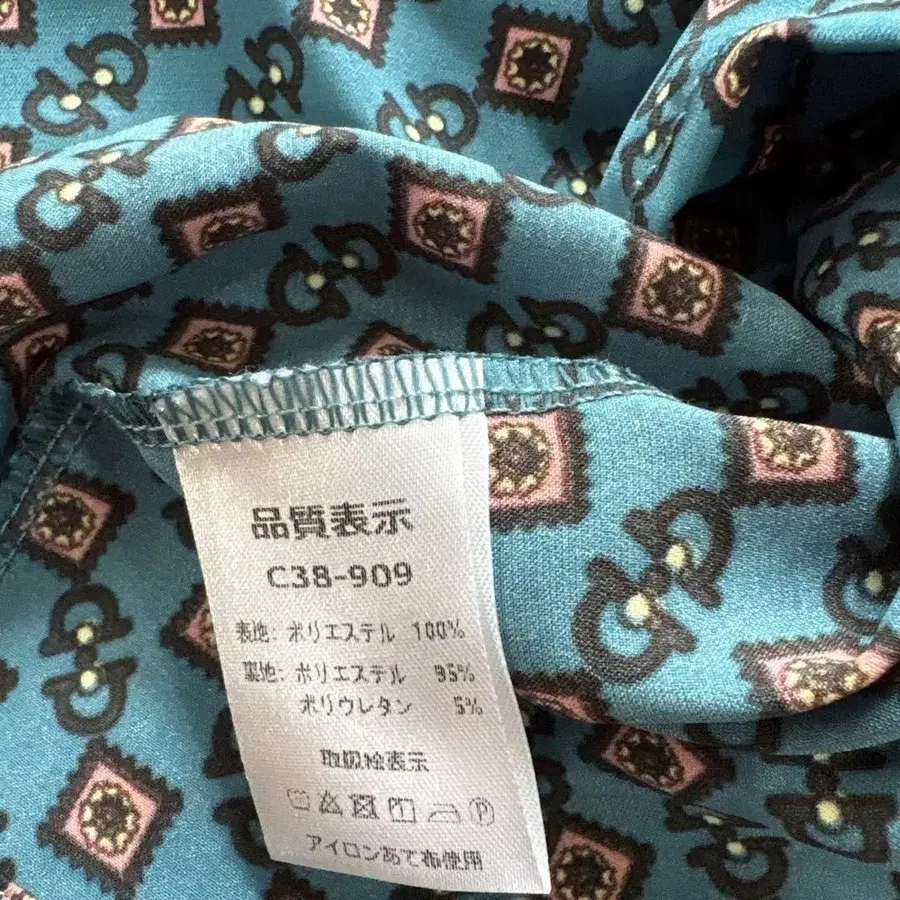 品質表示
C38-909
表地: ポリエステル 100%
裏地: ポリエステル 95%
ポリウレタン 5%
取扱絵表示
アイロンあて布使用